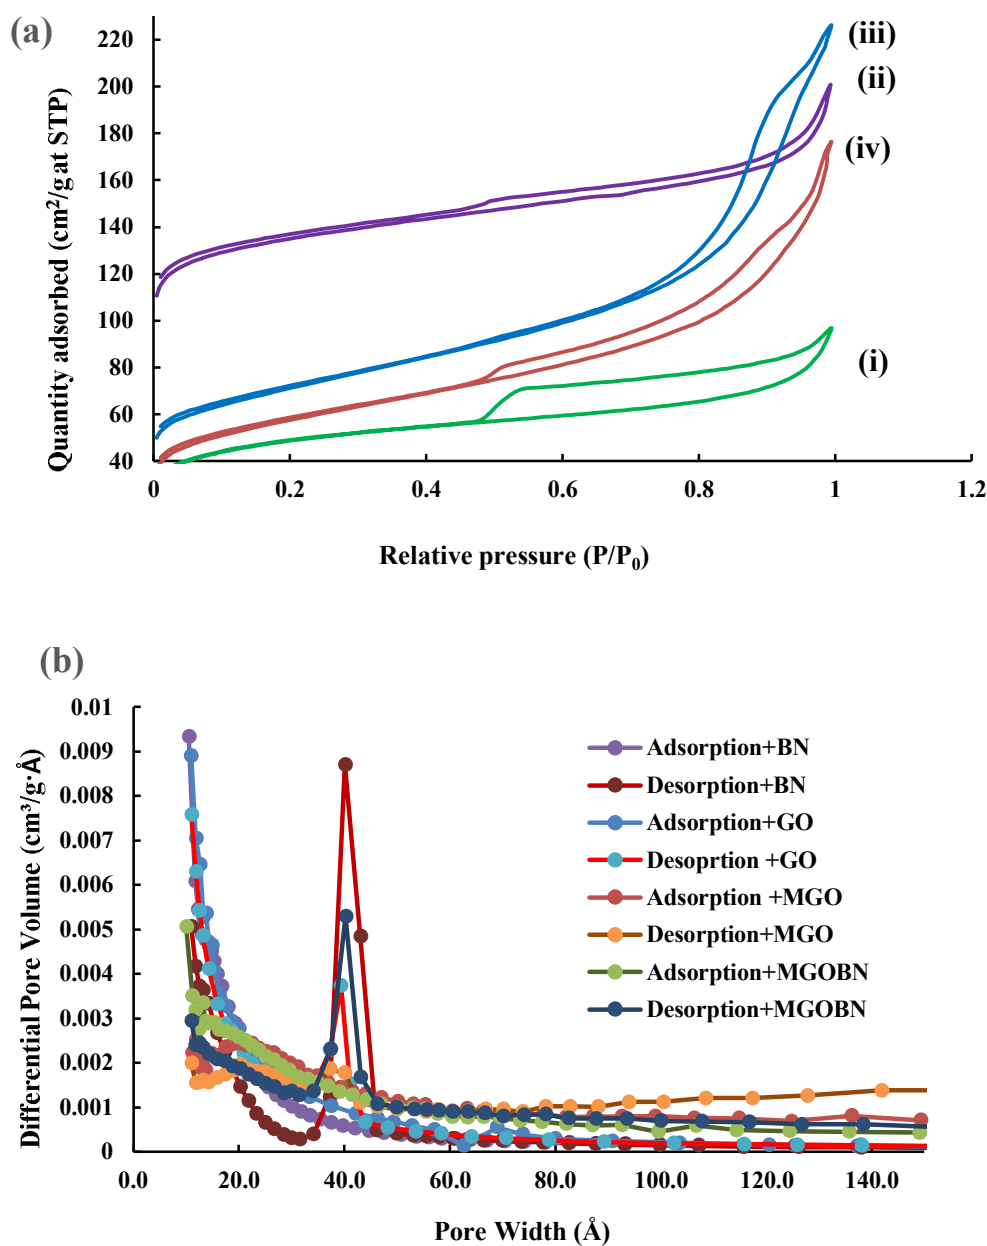 (a)
Quantity adsorbed (cm²/gat STP)
220
200
180
160
140
120
100
80
60
40
0 0.2 0.4 0.6 0.8 1 1.2
(iii)
(ii)
(iv)
(i)
Relative pressure (P/P₀)
(b)
Differential Pore Volume (cm³/g·Å)
0.01
0.009
0.008
0.007
0.006
0.005
0.004
0.003
0.002
0.001
0
0.0 20.0 40.0 60.0 80.0 100.0 120.0 140.0
Adsorption+BN
Desorption+BN
Adsorption+GO
Desoprtion +GO
Adsorption +MGO
Desorption+MGO
Adsorption+MGOBN
Desorption+MGOBN
Pore Width (Å)